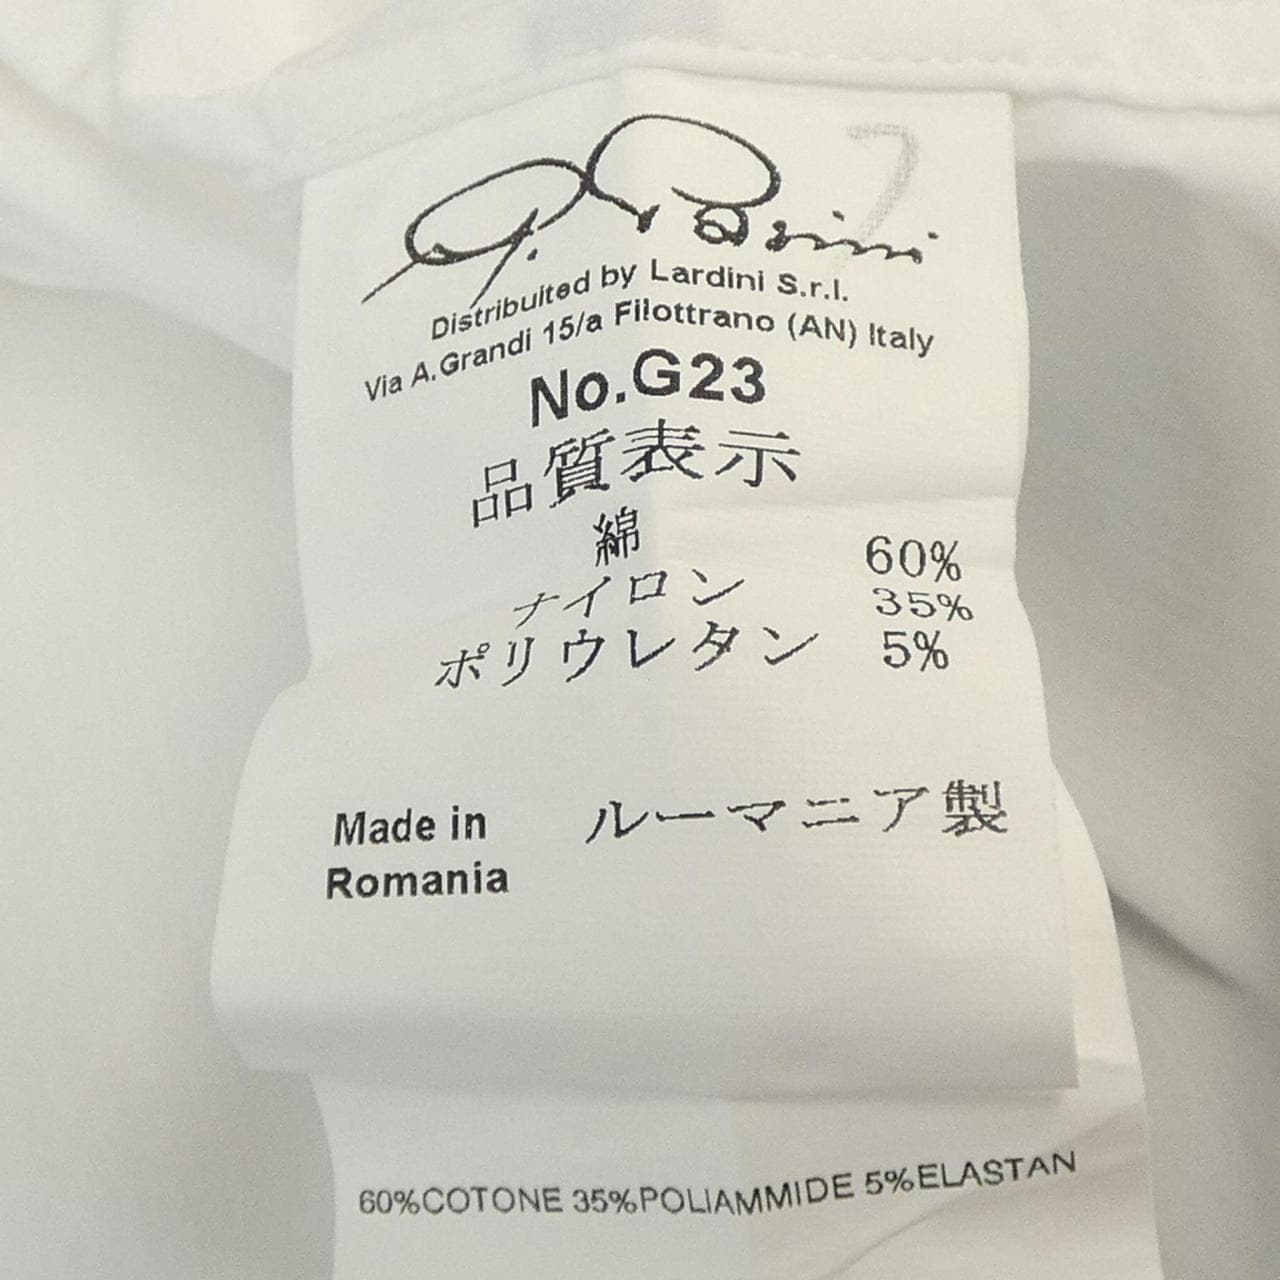 G. Pasini
7
Distribuited by Lardini S.r.l.
Via A.Grandi 15/a Filottrano (AN) Italy
No.G23
品質表示
綿 60%
ナイロン 35%
ポリウレタン 5%
Made in ルーマニア製
Romania
60%COTONE 35%POLIAMMIDE 5%ELASTAN